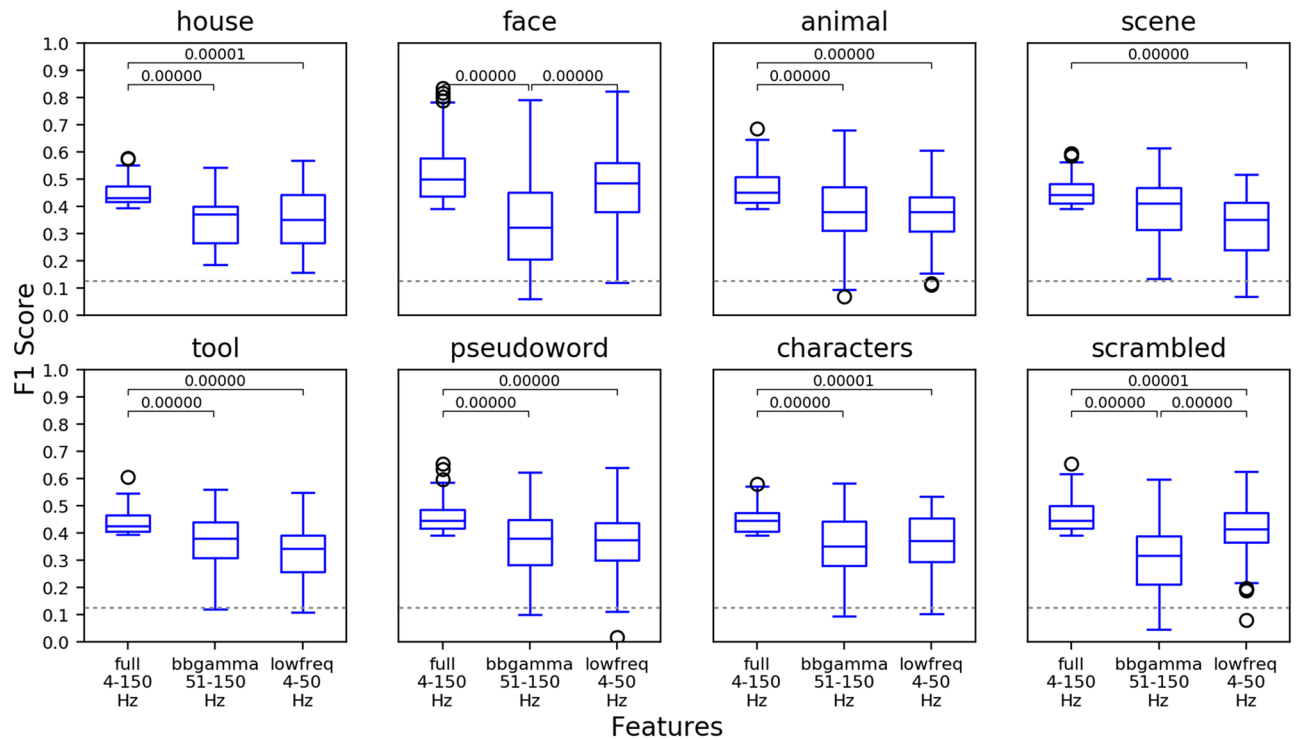 house face animal scene
1.0
0.00001 0.00000 0.00000
0.9
0.00000 0.00000 0.00000 0.00000
0.8
0.7
0.6
0.5
0.4
0.3
0.2
0.1
0.0
F1 Score
tool pseudoword characters scrambled
1.0
0.00000 0.00000 0.00001 0.00001
0.9
0.00000 0.00000 0.00000 0.00000 0.00000
0.8
0.7
0.6
0.5
0.4
0.3
0.2
0.1
0.0
full bbgamma lowfreq full bbgamma lowfreq full bbgamma lowfreq full bbgamma lowfreq
4-150 51-150 4-50 4-150 51-150 4-50 4-150 51-150 4-50 4-150 51-150 4-50
Hz Hz Hz Hz Hz Hz Hz Hz Hz Hz Hz Hz
Features